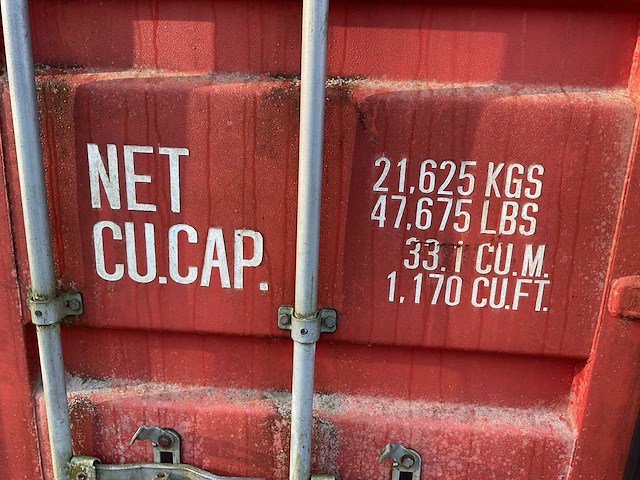 NET
21,625 KGS
47,675 LBS
CU.CAP.
33.1 CU.M.
1,170 CU.FT.